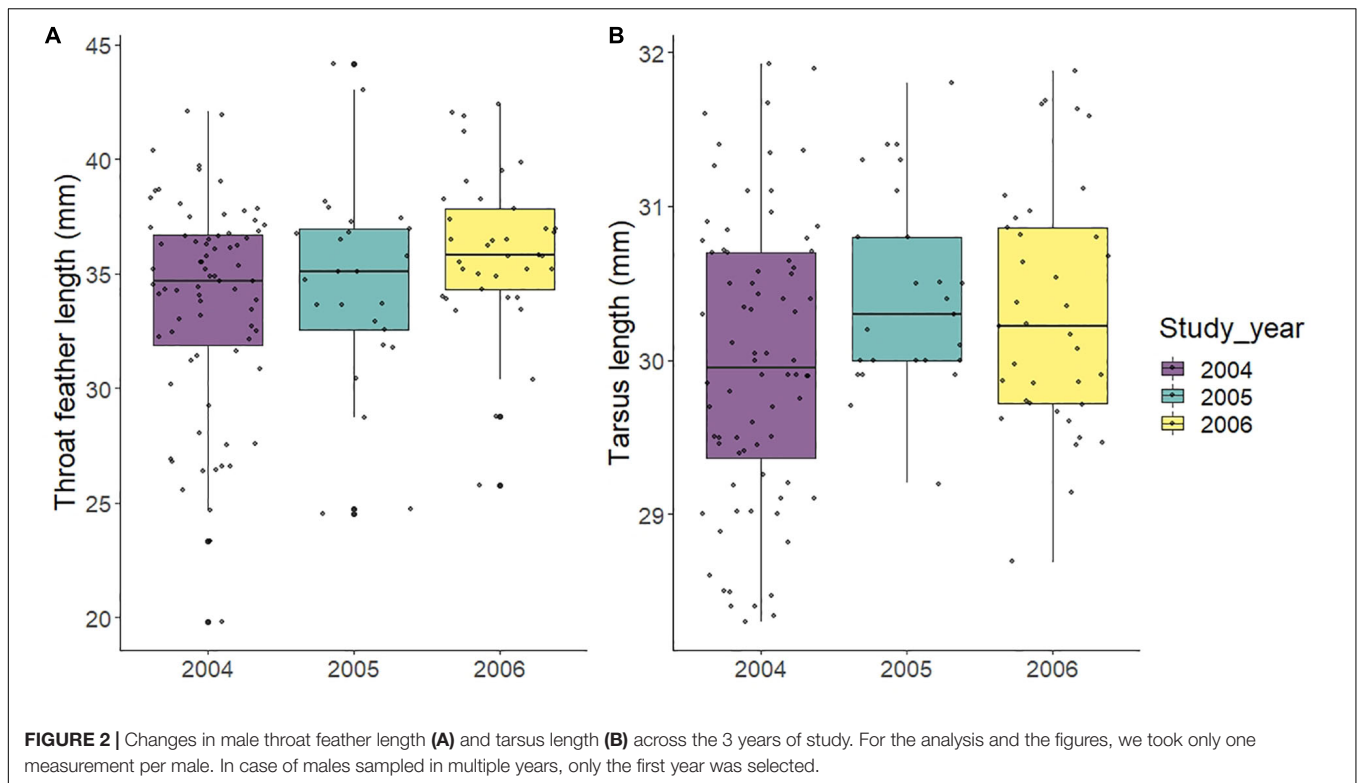 A
B
Throat feather length (mm)
45
40
35
30
25
20
2004
2005
2006
Tarsus length (mm)
32
31
30
29
2004
2005
2006
Study_year
2004
2005
2006
FIGURE 2 | Changes in male throat feather length (A) and tarsus length (B) across the 3 years of study. For the analysis and the figures, we took only one
measurement per male. In case of males sampled in multiple years, only the first year was selected.